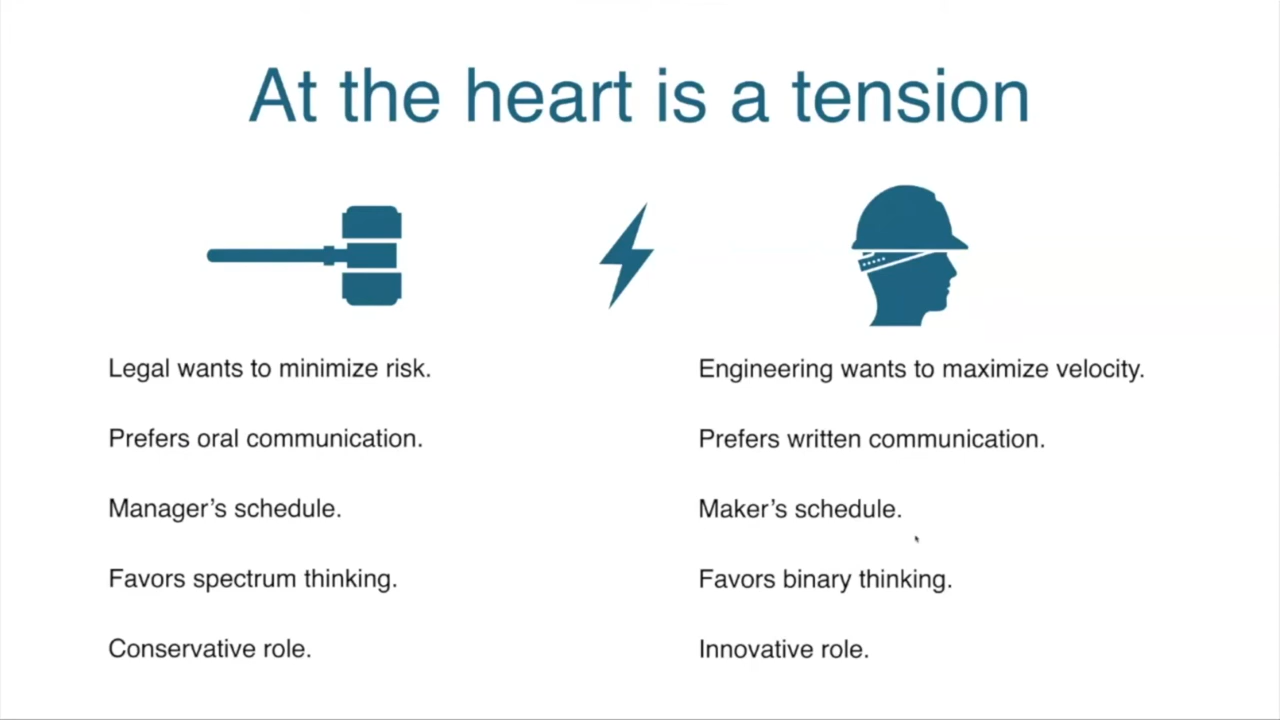 At the heart is a tension
Legal wants to minimize risk.
Engineering wants to maximize velocity.
Prefers oral communication.
Prefers written communication.
Manager’s schedule.
Maker’s schedule.
Favors spectrum thinking.
Favors binary thinking.
Conservative role.
Innovative role.